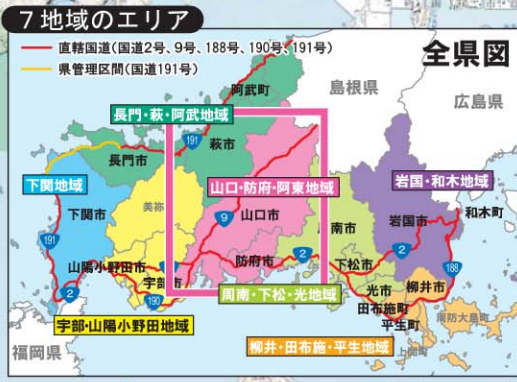 7地域のエリア
直轄国道(国道2号、9号、188号、190号、191号)
県管理区間(国道191号)
全県図
島根県
広島県
阿武町
長門・萩・阿武地域
191
萩市
長門市
下関地域
山口・防府・阿東地域
岩国・和木地域
美祢
下関市
9
山口市
南市
岩国市
和木町
191
防府市
2
2
下松市
188
山陽小野田市
宇部市
光市
柳井市
2
190
周南・下松・光地域
田布施町
周防大島町
宇部・山陽小野田地域
平生町
上関町
福岡県
柳井・田布施・平生地域